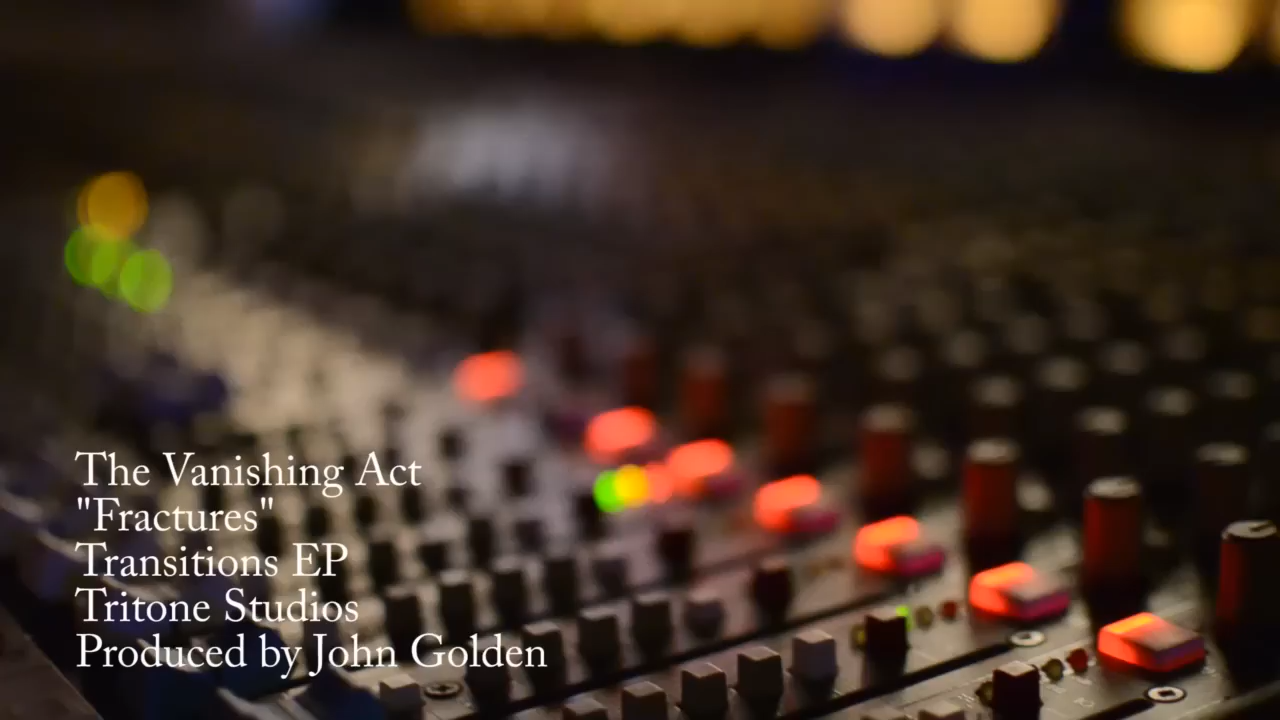 The Vanishing Act
"Fractures"
Transitions EP
Tritone Studios
Produced by John Golden